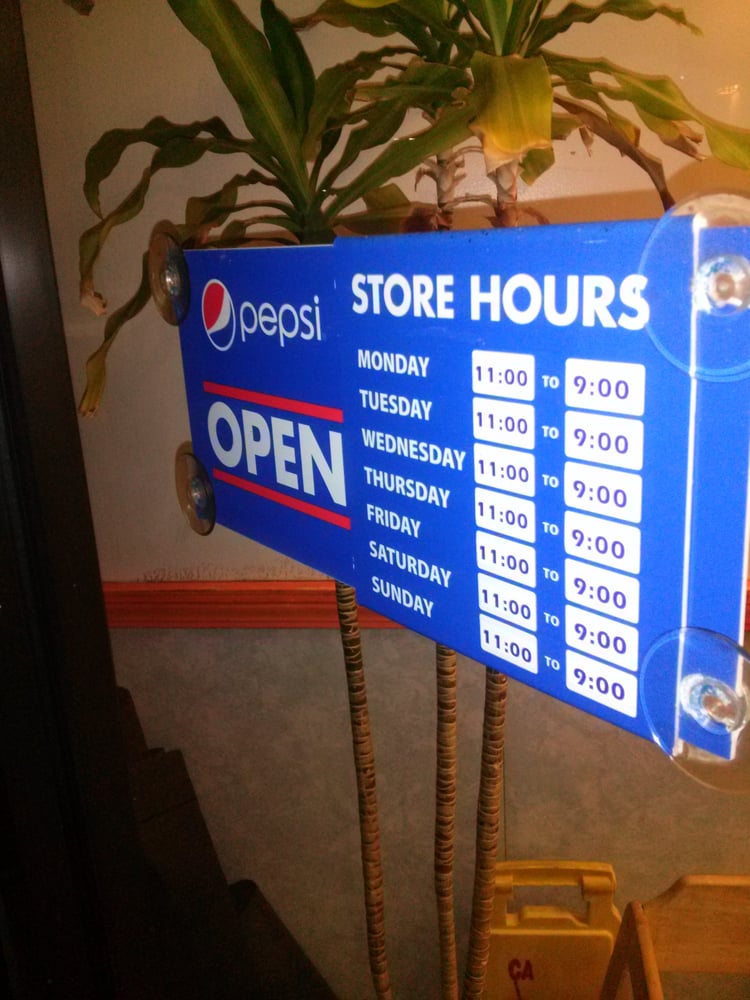 pepsi
OPEN
STORE HOURS
MONDAY 11:00 TO 9:00
TUESDAY 11:00 TO 9:00
WEDNESDAY 11:00 TO 9:00
THURSDAY 11:00 TO 9:00
FRIDAY 11:00 TO 9:00
SATURDAY 11:00 TO 9:00
SUNDAY 11:00 TO 9:00
CA